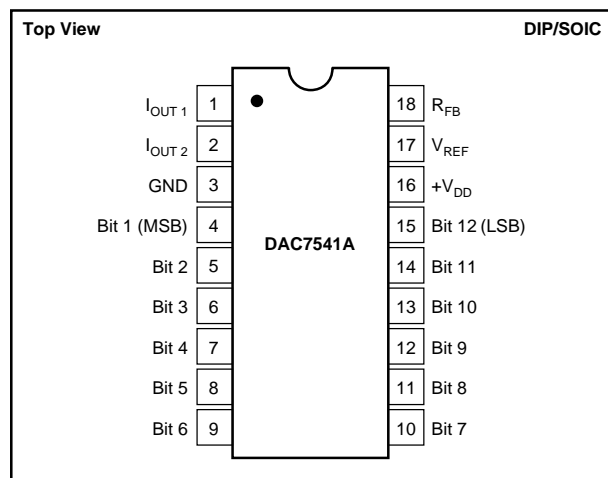 Top View DIP/SOIC
I_OUT 1 1 18 R_FB
I_OUT 2 2 17 V_REF
GND 3 16 +V_DD
Bit 1 (MSB) 4 15 Bit 12 (LSB)
DAC7541A
Bit 2 5 14 Bit 11
Bit 3 6 13 Bit 10
Bit 4 7 12 Bit 9
Bit 5 8 11 Bit 8
Bit 6 9 10 Bit 7